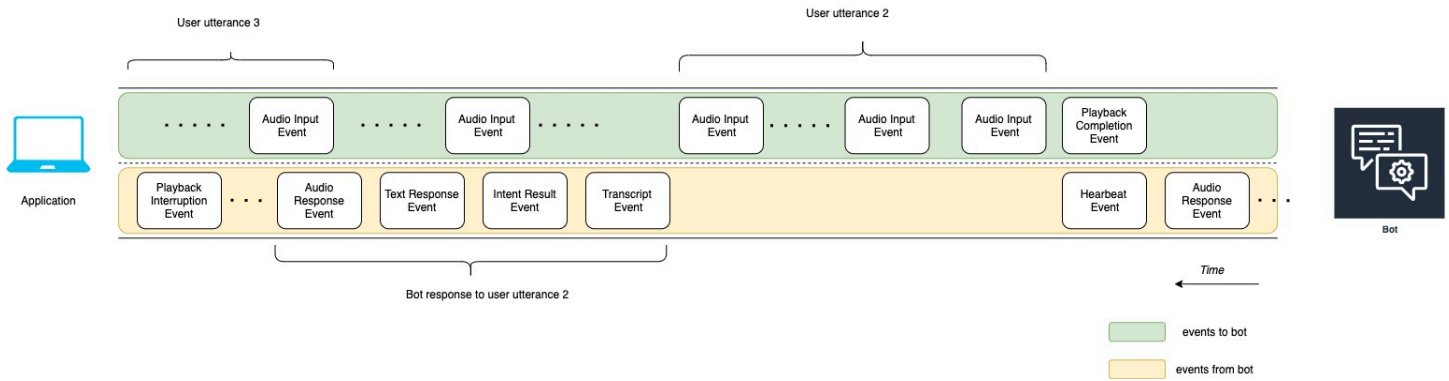 User utterance 3
User utterance 2
Audio Input
Event
Audio Input
Event
Audio Input
Event
Audio Input
Event
Audio Input
Event
Playback
Completion
Event
Application
Playback
Interruption
Event
Audio
Response
Event
Text Response
Event
Intent Result
Event
Transcript
Event
Hearbeat
Event
Audio
Response
Event
Bot
Bot response to user utterance 2
Time
events to bot
events from bot